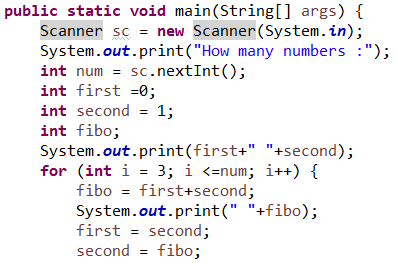 public static void main(String[] args) {
Scanner sc = new Scanner(System.in);
System.out.print("How many numbers :");
int num = sc.nextInt();
int first =0;
int second = 1;
int fibo;
System.out.print(first+" "+second);
for (int i = 3; i <=num; i++) {
fibo = first+second;
System.out.print(" "+fibo);
first = second;
second = fibo;